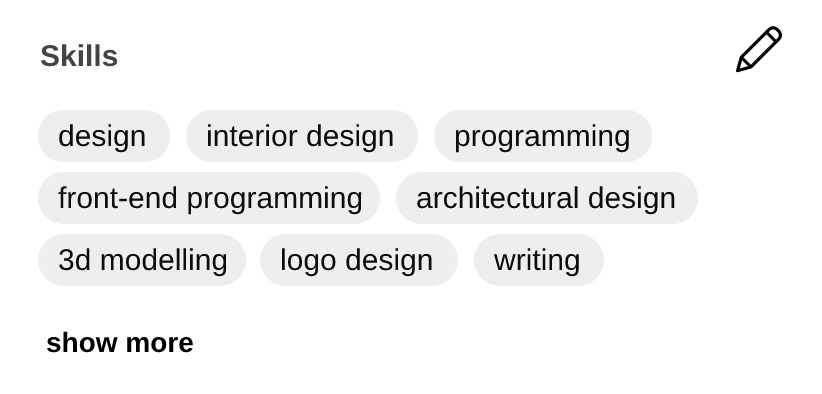 Skills
design interior design programming
front-end programming architectural design
3d modelling logo design writing
show more